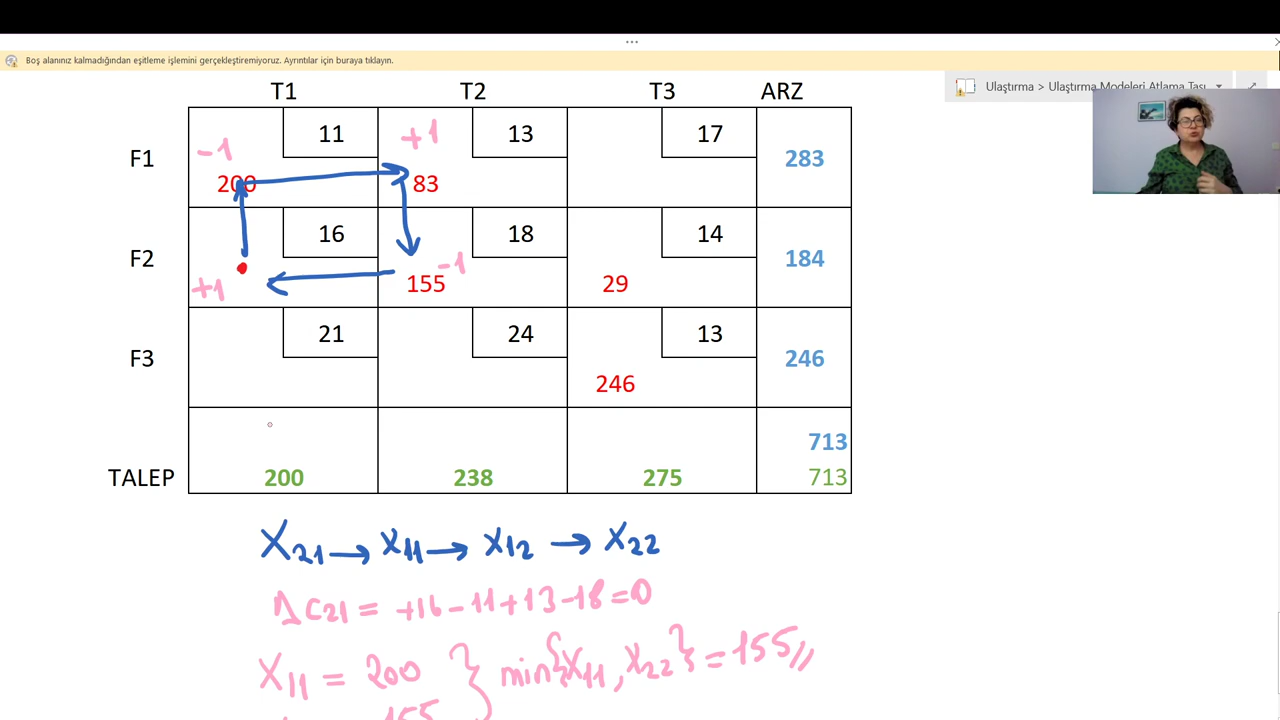 Boş alanınız kalmadığından eşitleme işlemini gerçekleştiremiyoruz. Ayrıntılar için buraya tıklayın.
Ulaştırma > Ulaştırma Modeleri Atlama Taşı
T1 T2 T3 ARZ
-1 11 +1 13 17
F1 200 83 283
16 18 14
F2 +1 155 -1 29 184
21 24 13
F3 246 246
713
TALEP 200 238 275 713
X21 → X11 → X12 → X22
ΔC21 = +16-11+13-18=0
X11 = 200 } min{X11, X22} = 155//
155